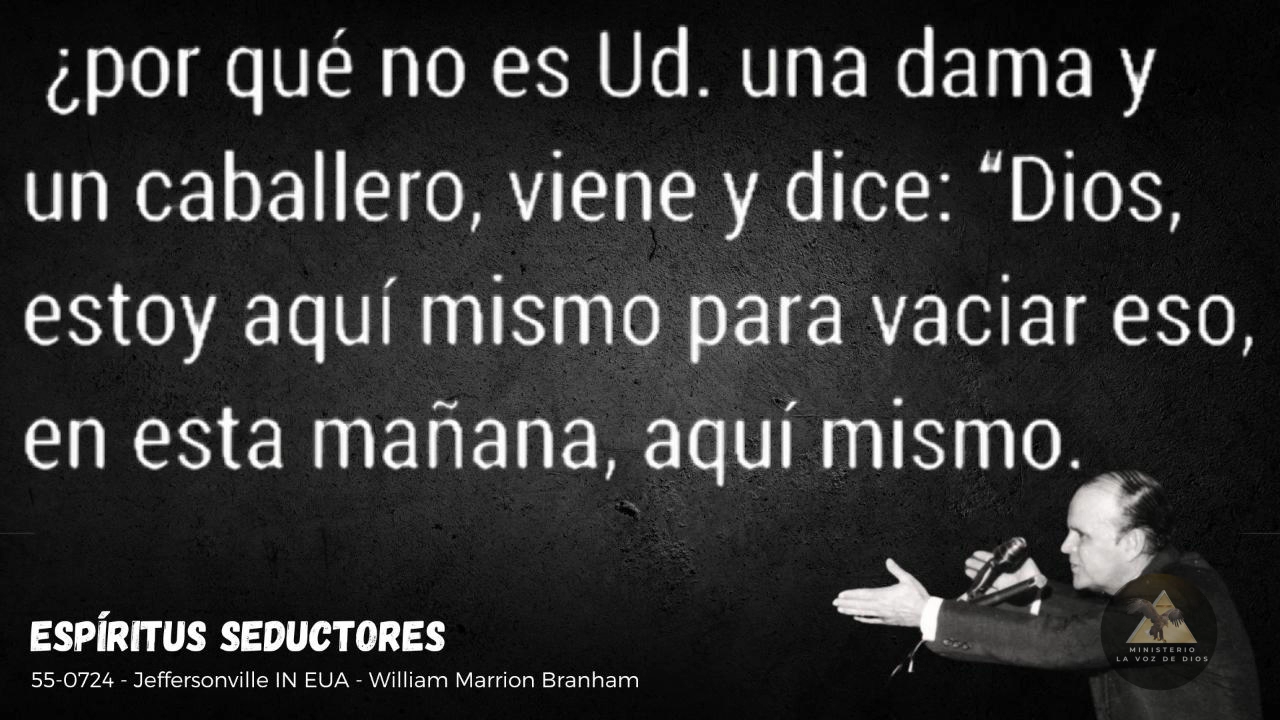 ¿por qué no es Ud. una dama y
un caballero, viene y dice: “Dios,
estoy aquí mismo para vaciar eso,
en esta mañana, aquí mismo.
ESPÍRITUS SEDUCTORES
55-0724 - Jeffersonville IN EUA - William Marrion Branham
MINISTERIO
LA VOZ DE DIOS